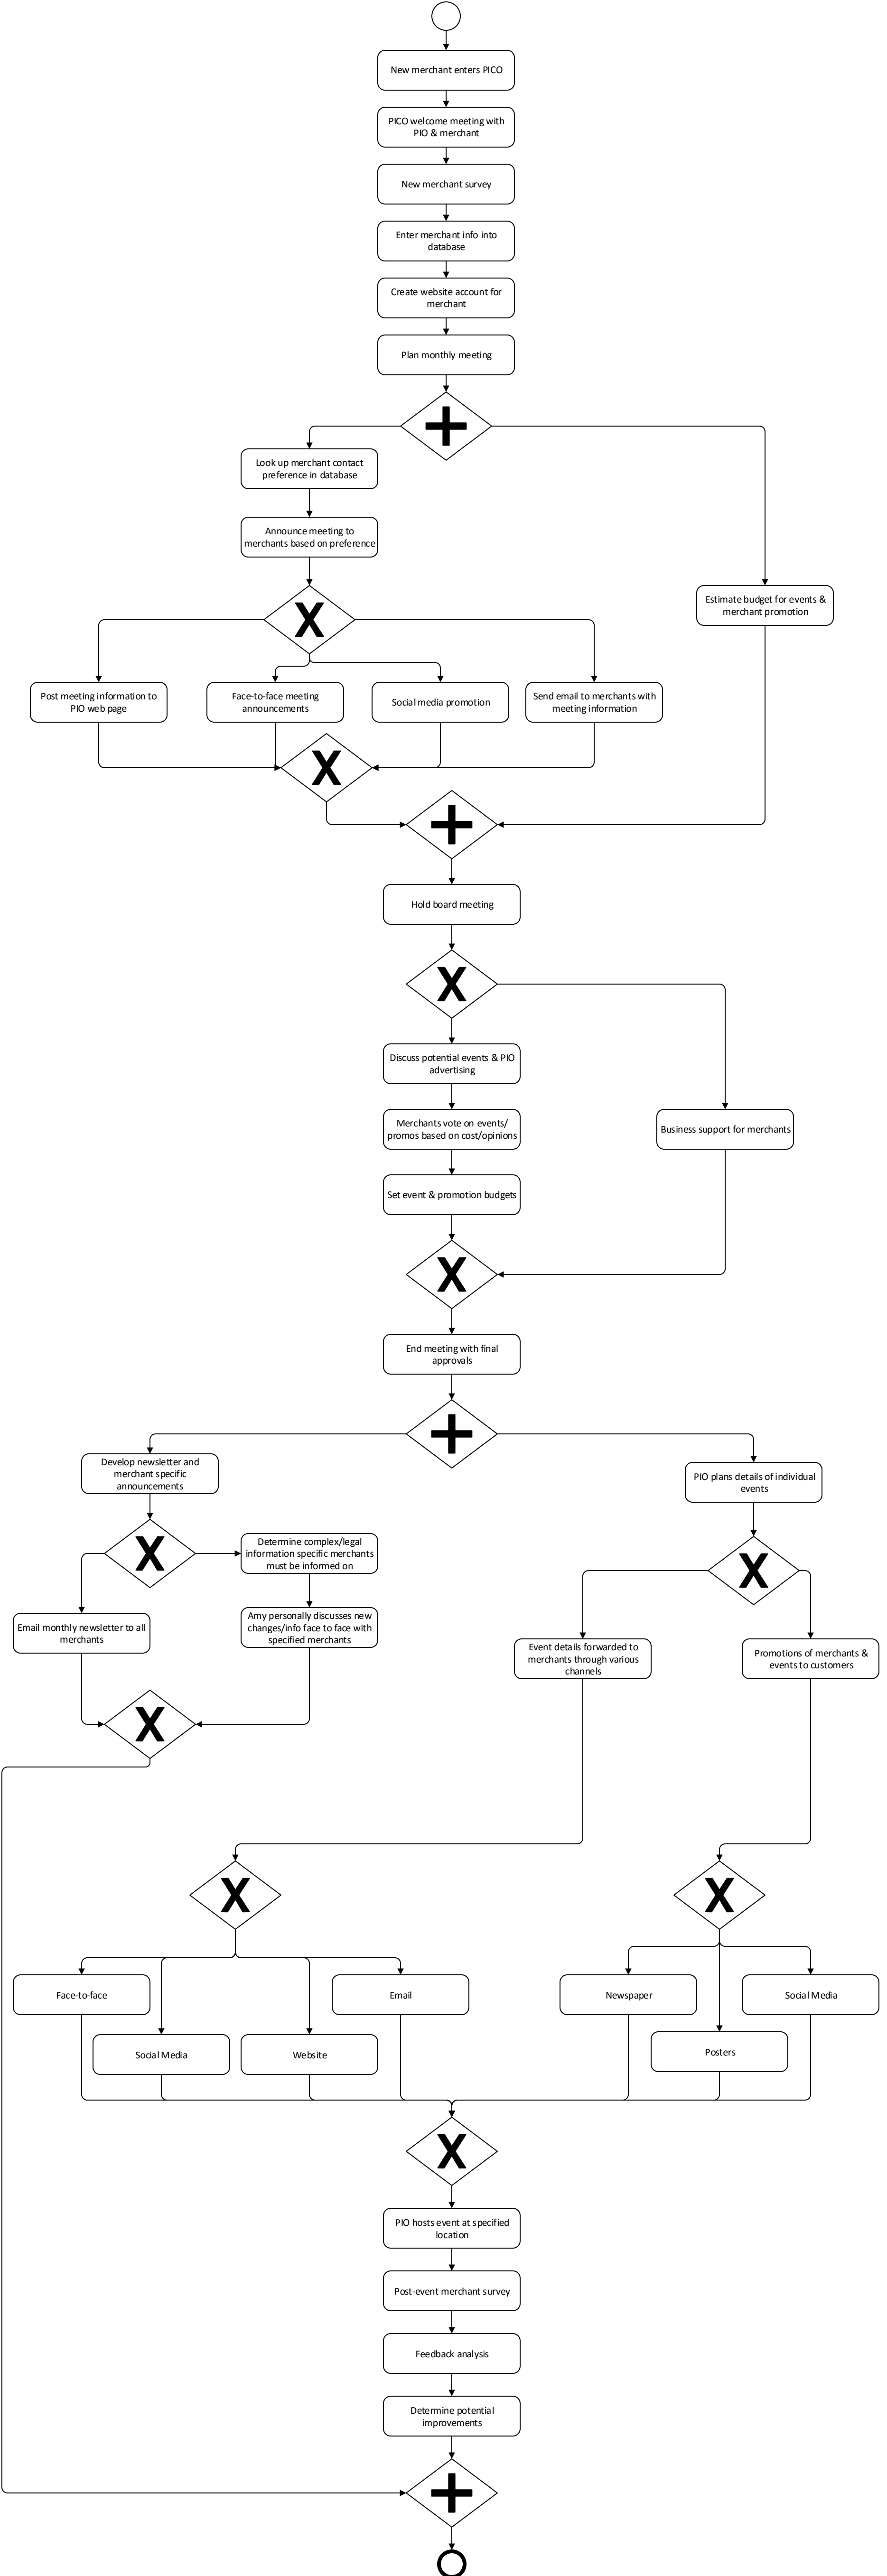 New merchant enters PICO
PICO welcome meeting with
PIO & merchant
New merchant survey
Enter merchant info into
database
Create website account for
merchant
Plan monthly meeting
Look up merchant contact
preference in database
Announce meeting to
merchants based on preference
X
Estimate budget for events &
merchant promotion
Post meeting information to
PIO web page
Face-to-face meeting
announcements
Social media promotion
Send email to merchants with
meeting information
X
Hold board meeting
X
Discuss potential events & PIO
advertising
Merchants vote on events/
promos based on cost/opinions
Business support for merchants
Set event & promotion budgets
X
End meeting with final
approvals
Develop newsletter and
merchant specific
announcements
PIO plans details of individual
events
X
Determine complex/legal
information specific merchants
must be informed on
X
Email monthly newsletter to all
merchants
Amy personally discusses new
changes/info face to face with
specified merchants
Event details forwarded to
merchants through various
channels
Promotions of merchants &
events to customers
X
X
X
Face-to-face
Email
Newspaper
Social Media
Social Media
Website
Posters
X
PIO hosts event at specified
location
Post-event merchant survey
Feedback analysis
Determine potential
improvements